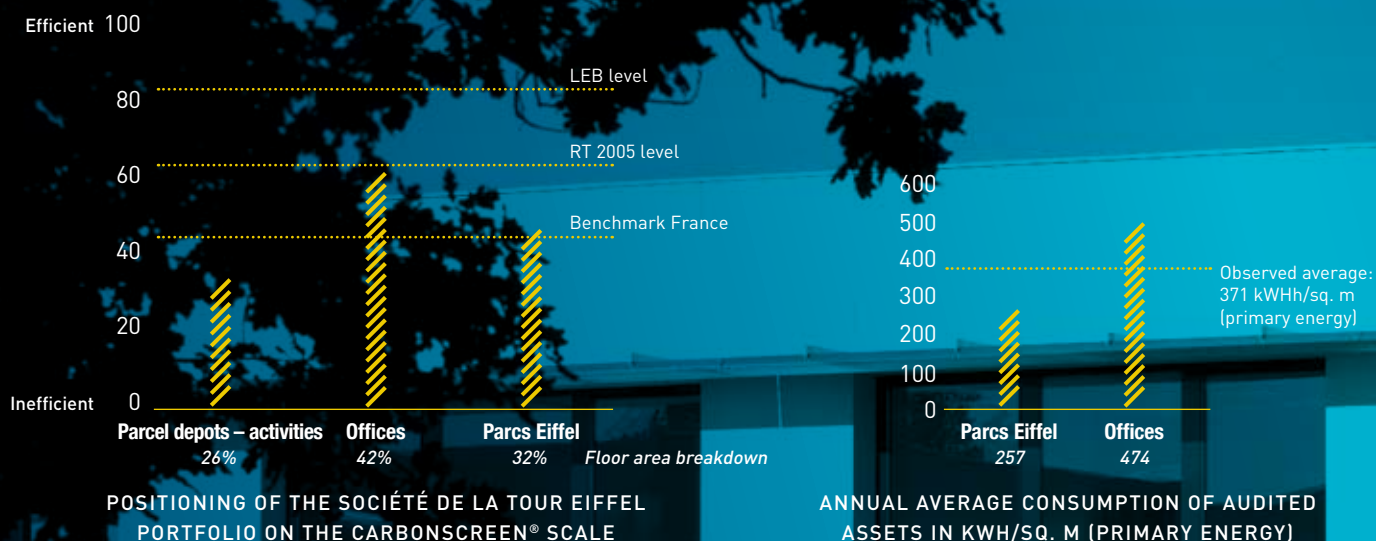 Efficient 100
80
60
40
20
Inefficient 0
LEB level
RT 2005 level
Benchmark France
Parcel depots – activities Offices Parcs Eiffel
26% 42% 32% Floor area breakdown
POSITIONING OF THE SOCIÉTÉ DE LA TOUR EIFFEL
PORTFOLIO ON THE CARBONSCREEN® SCALE
600
500
400
300
200
100
0
Observed average:
371 kWHh/sq. m
(primary energy)
Parcs Eiffel Offices
257 474
ANNUAL AVERAGE CONSUMPTION OF AUDITED
ASSETS IN KWH/SQ. M (PRIMARY ENERGY)